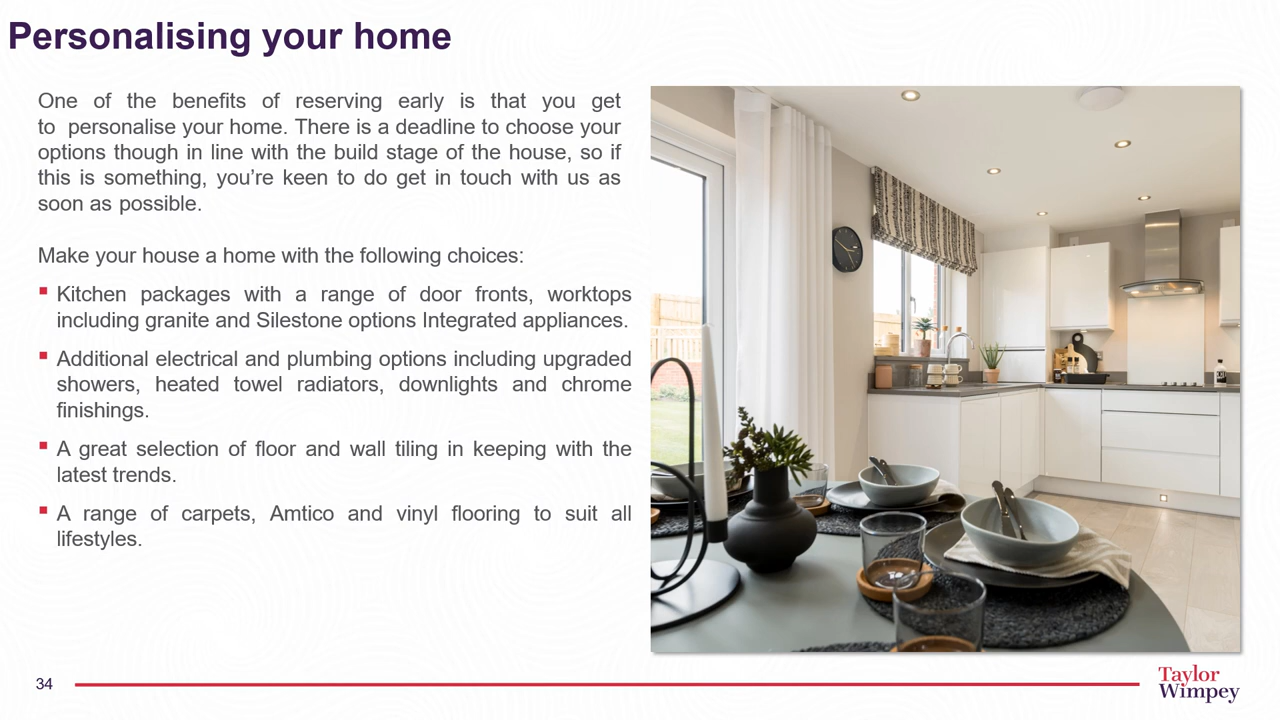 Personalising your home
One of the benefits of reserving early is that you get
to personalise your home. There is a deadline to choose your
options though in line with the build stage of the house, so if
this is something, you’re keen to do get in touch with us as
soon as possible.
Make your house a home with the following choices:
Kitchen packages with a range of door fronts, worktops
including granite and Silestone options Integrated appliances.
Additional electrical and plumbing options including upgraded
showers, heated towel radiators, downlights and chrome
finishings.
A great selection of floor and wall tiling in keeping with the
latest trends.
A range of carpets, Amtico and vinyl flooring to suit all
lifestyles.
34
Taylor
Wimpey